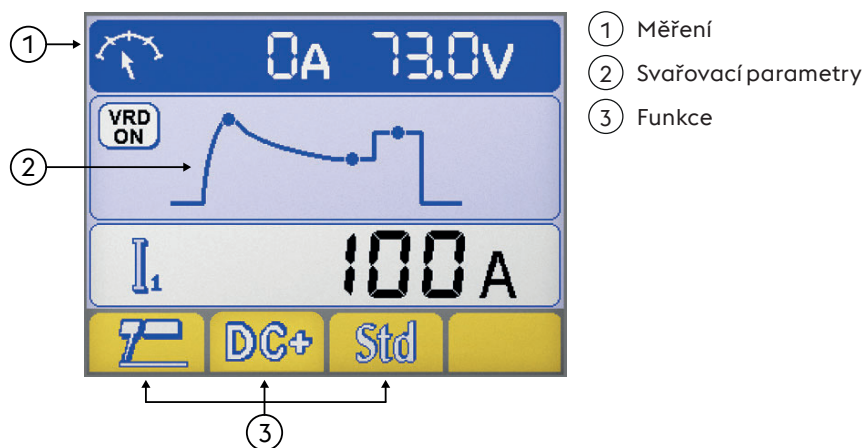 1 0A 73.0V
1 Měření
2 Svařovací parametry
3 Funkce
VRD
ON
2
I1 100A
DC+ Std
3